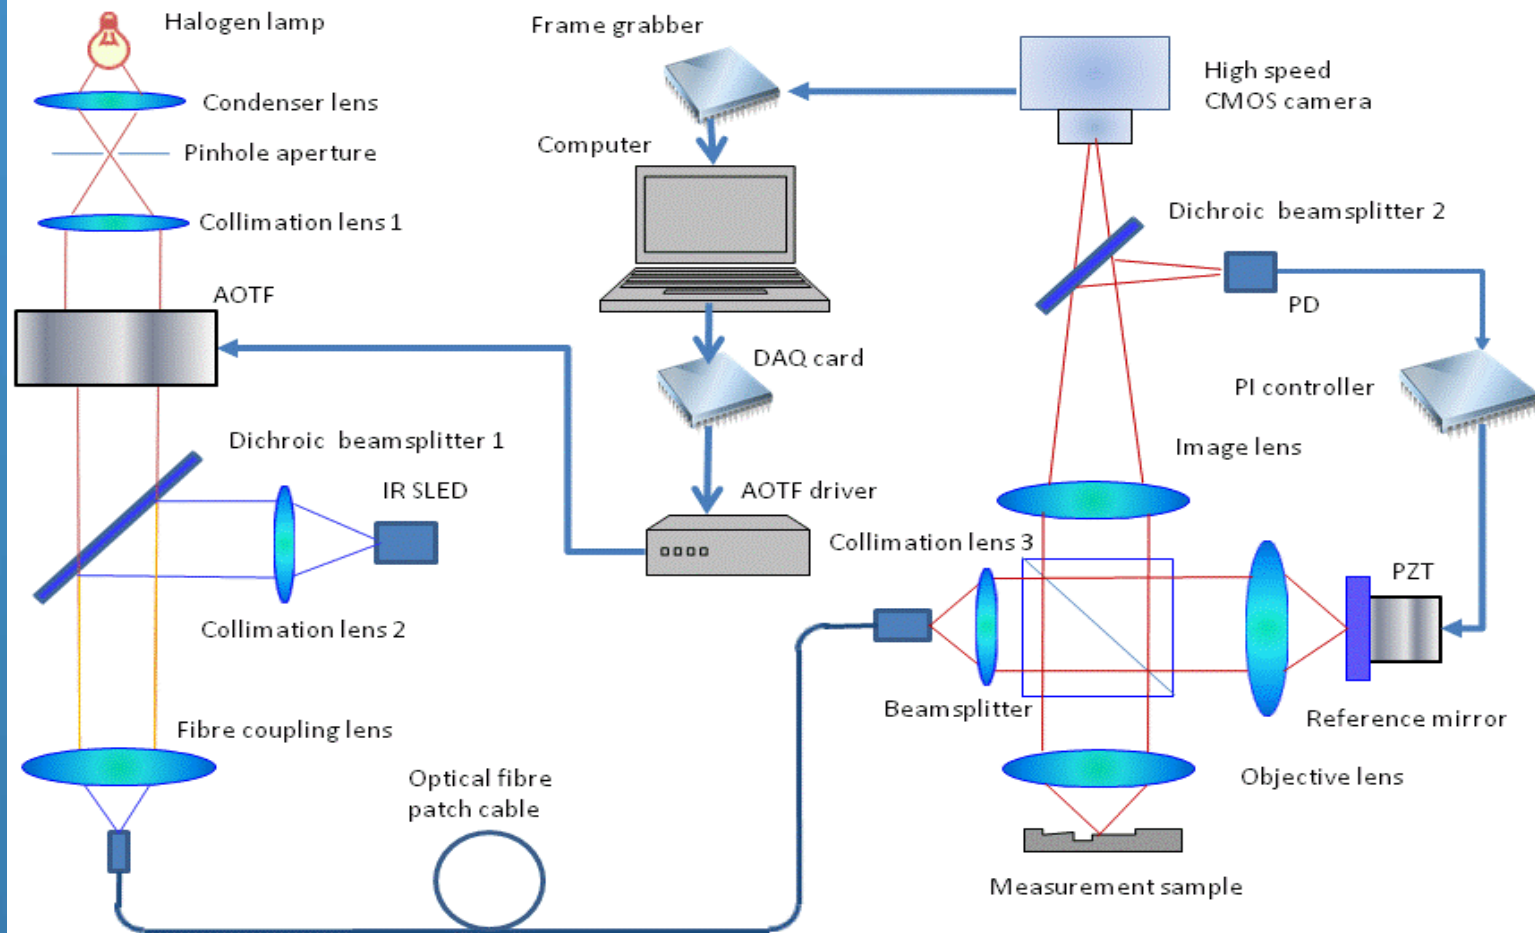 Halogen lamp
Frame grabber
High speed
CMOS camera
Condenser lens
Computer
Pinhole aperture
Collimation lens 1
Dichroic beamsplitter 2
AOTF
PD
DAQ card
PI controller
Dichroic beamsplitter 1
Image lens
IR SLED
AOTF driver
Collimation lens 3
PZT
Collimation lens 2
Beamsplitter
Reference mirror
Fibre coupling lens
Optical fibre
patch cable
Objective lens
Measurement sample